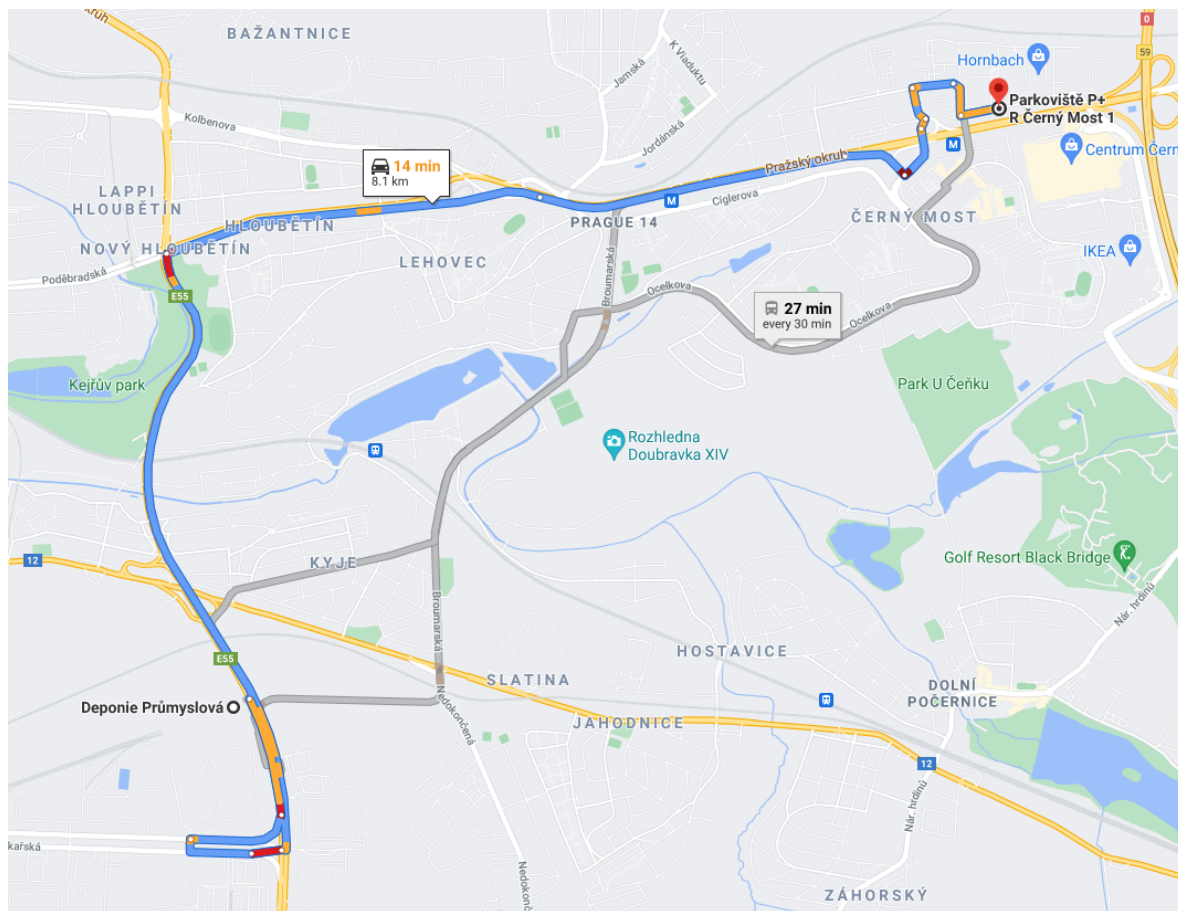 kruh
BAŽANTNICE
0
59
Hornbach
K Viaduktu
Jamská
Parkoviště P+
R Černý Most 1
Kolbenova
Jordánská
M
Centrum Čern
Pražský okruh
14 min
8.1 km
LAPPI
HLOUBĚTÍN
M
Ciglerova
ČERNÝ MOST
HLOUBĚTÍN
PRAGUE 14
NOVÝ HLOUBĚTÍN
IKEA
LEHOVEC
Poděbradská
Broumarská
E55
Ocelkova
27 min
every 30 min
Ocelkova
Kejřův park
Park U Čeňku
Rozhledna
Doubravka XIV
12
KYJE
Golf Resort Black Bridge
Broumarská
Nár. hrdinů
E55
HOSTAVICE
SLATINA
DOLNÍ
POČERNICE
Deponie Průmyslová
Nedokončená
JAHODNICE
12
Nár. hrdinů
kařská
Nedokončená
ZÁHORSKÝ